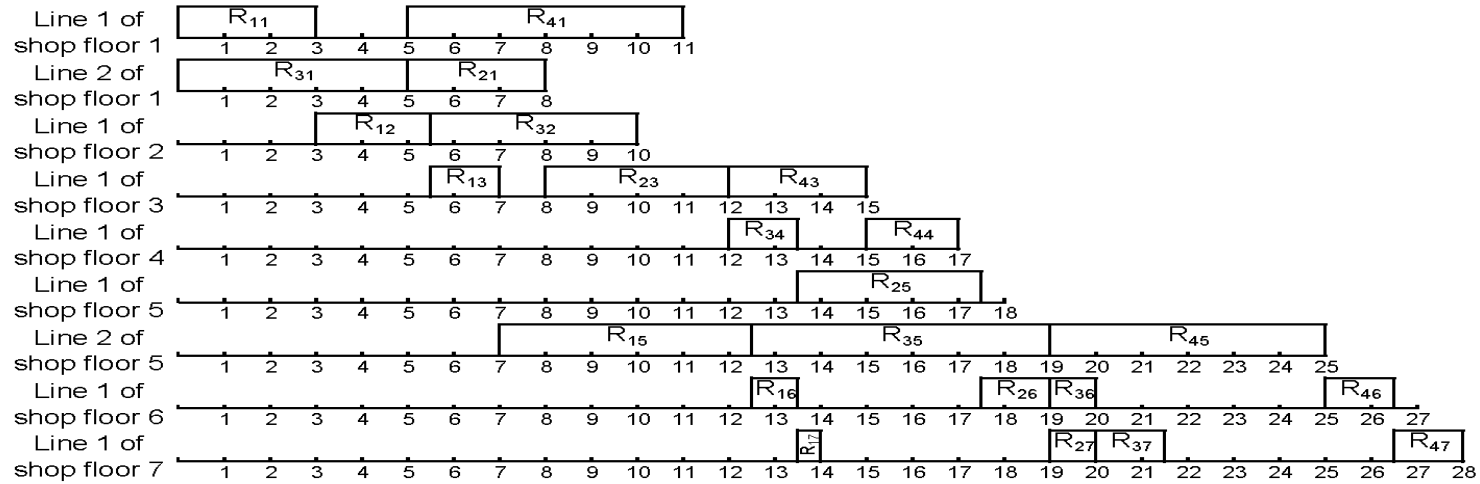 Line 1 of R11 R41
shop floor 1 1 2 3 4 5 6 7 8 9 10 11
Line 2 of R31 R21
shop floor 1 1 2 3 4 5 6 7 8
Line 1 of R12 R32
shop floor 2 1 2 3 4 5 6 7 8 9 10
Line 1 of R13 R23 R43
shop floor 3 1 2 3 4 5 6 7 8 9 10 11 12 13 14 15
Line 1 of R34 R44
shop floor 4 1 2 3 4 5 6 7 8 9 10 11 12 13 14 15 16 17
Line 1 of R25
shop floor 5 1 2 3 4 5 6 7 8 9 10 11 12 13 14 15 16 17 18
Line 2 of R15 R35 R45
shop floor 5 1 2 3 4 5 6 7 8 9 10 11 12 13 14 15 16 17 18 19 20 21 22 23 24 25
Line 1 of R16 R26 R36 R46
shop floor 6 1 2 3 4 5 6 7 8 9 10 11 12 13 14 15 16 17 18 19 20 21 22 23 24 25 26 27
Line 1 of R17 R27 R37 R47
shop floor 7 1 2 3 4 5 6 7 8 9 10 11 12 13 14 15 16 17 18 19 20 21 22 23 24 25 26 27 28